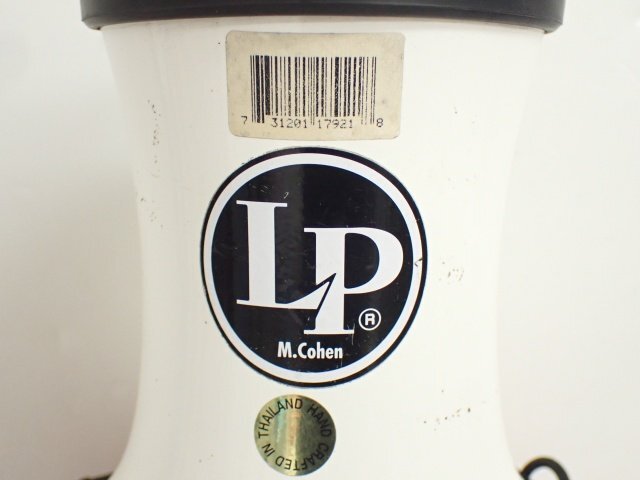 7 31201 17921 8
LP®
M.Cohen
HAND CRAFTED IN THAILAND